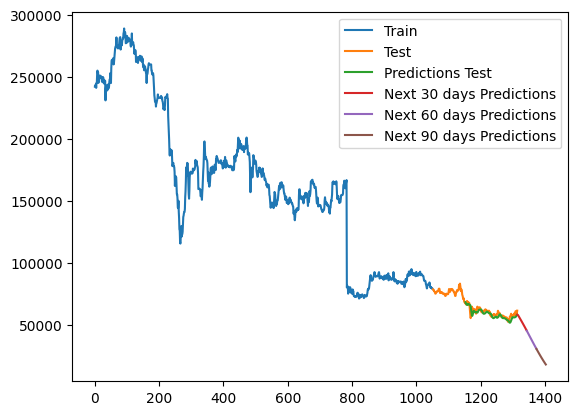 300000
250000
200000
150000
100000
50000
0
200
400
600
800
1000
1200
1400
Train
Test
Predictions Test
Next 30 days Predictions
Next 60 days Predictions
Next 90 days Predictions